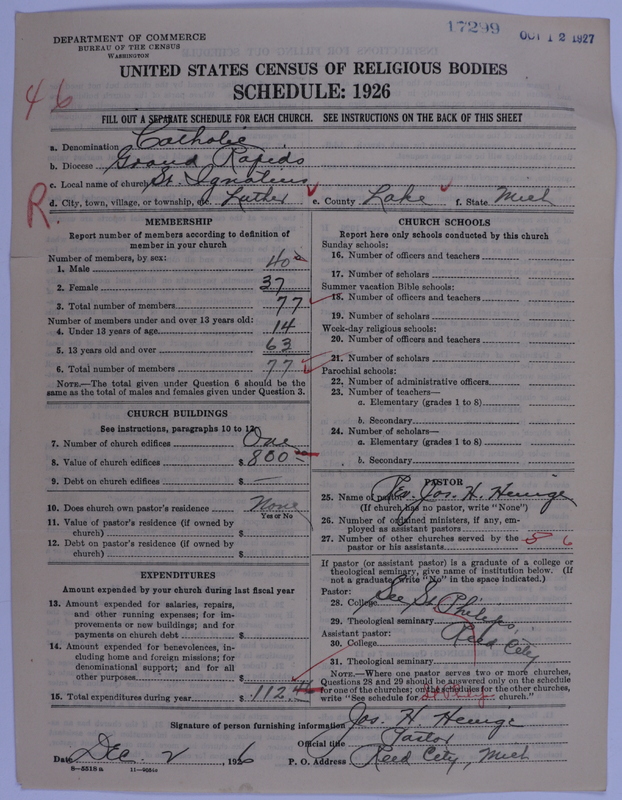 17299
OCT 12 1927
DEPARTMENT OF COMMERCE
BUREAU OF THE CENSUS
WASHINGTON
UNITED STATES CENSUS OF RELIGIOUS BODIES
SCHEDULE: 1926
46
FILL OUT A SEPARATE SCHEDULE FOR EACH CHURCH. SEE INSTRUCTIONS ON THE BACK OF THIS SHEET
a. Denomination Catholic
b. Diocese Grand Rapids
c. Local name of church St. Ignatius
d. City, town, village, or township, etc. Luther e. County Lake f. State Mich
R.
MEMBERSHIP
Report number of members according to definition of
member in your church
Number of members, by sex:
1. Male 40
2. Female 37
3. Total number of members 77
Number of members under and over 13 years old:
4. Under 13 years of age 14
5. 13 years old and over 63
6. Total number of members 77
NOTE.—The total given under Question 6 should be the
same as the total of males and females given under Question 3.
CHURCH BUILDINGS
See instructions, paragraphs 10 to 12
7. Number of church edifices One
8. Value of church edifices $ 800
9. Debt on church edifices $ —
10. Does church own pastor's residence None
Yes or No
11. Value of pastor's residence (if owned by
church) $
12. Debt on pastor's residence (if owned by
church) $
EXPENDITURES
Amount expended by your church during last fiscal year
13. Amount expended for salaries, repairs,
and other running expenses; for im-
provements or new buildings; and for
payments on church debt $
14. Amount expended for benevolences, in-
cluding home and foreign missions; for
denominational support; and for all
other purposes $
15. Total expenditures during year $ 112.
CHURCH SCHOOLS
Report here only schools conducted by this church
Sunday schools:
16. Number of officers and teachers
17. Number of scholars
Summer vacation Bible schools:
18. Number of officers and teachers
19. Number of scholars
Week-day religious schools:
20. Number of officers and teachers
21. Number of scholars
Parochial schools:
22. Number of administrative officers
23. Number of teachers—
a. Elementary (grades 1 to 8)
b. Secondary
24. Number of scholars—
a. Elementary (grades 1 to 8)
b. Secondary
PASTOR
25. Name of pastor Jos. H. Heinge
(If church has no pastor, write "None")
26. Number of ordained ministers, if any, em-
ployed as assistant pastors
27. Number of other churches served by the
pastor or his assistants 5 6
If pastor (or assistant pastor) is a graduate of a college or
theological seminary, give name of institution below. (If
not a graduate write "No" in the space indicated.)
Pastor:
28. College See St Philips
29. Theological seminary Reed City
Assistant pastor:
30. College
31. Theological seminary
NOTE.—Where one pastor serves two or more churches,
Questions 28 and 29 should be answered only on the schedule
for one of the churches; on the schedules for the other churches,
write "See schedule for church."
Signature of person furnishing information Jos. H. Heinge
Official title Pastor
Date Dec 2, 1926 P. O. Address Reed City, Mich
8—5518 a 11—9051